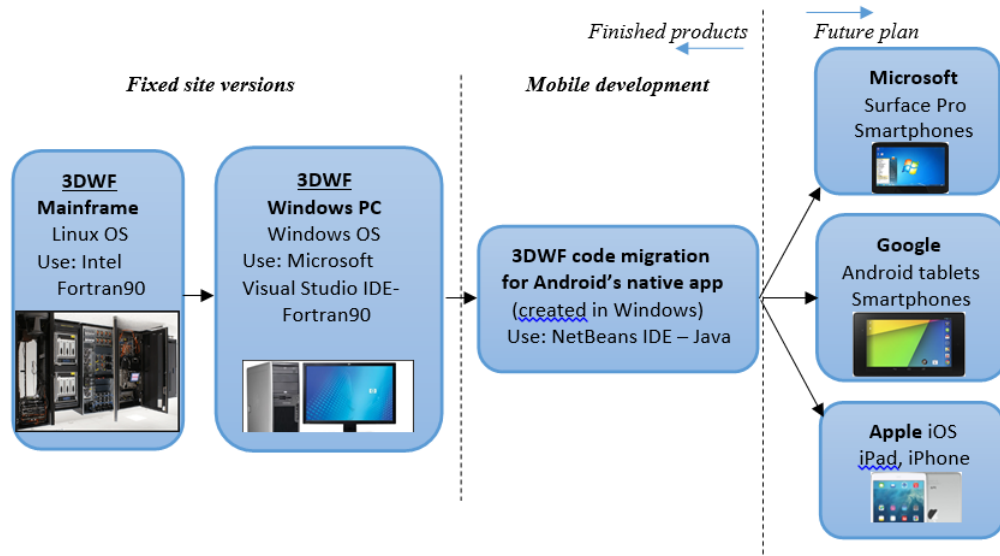 Finished products
Future plan
Fixed site versions
Mobile development
3DWF
Mainframe
Linux OS
Use: Intel
Fortran90
3DWF
Windows PC
Windows OS
Use: Microsoft
Visual Studio IDE-
Fortran90
3DWF code migration
for Android’s native app
(created in Windows)
Use: NetBeans IDE – Java
Microsoft
Surface Pro
Smartphones
Google
Android tablets
Smartphones
Apple iOS
iPad, iPhone